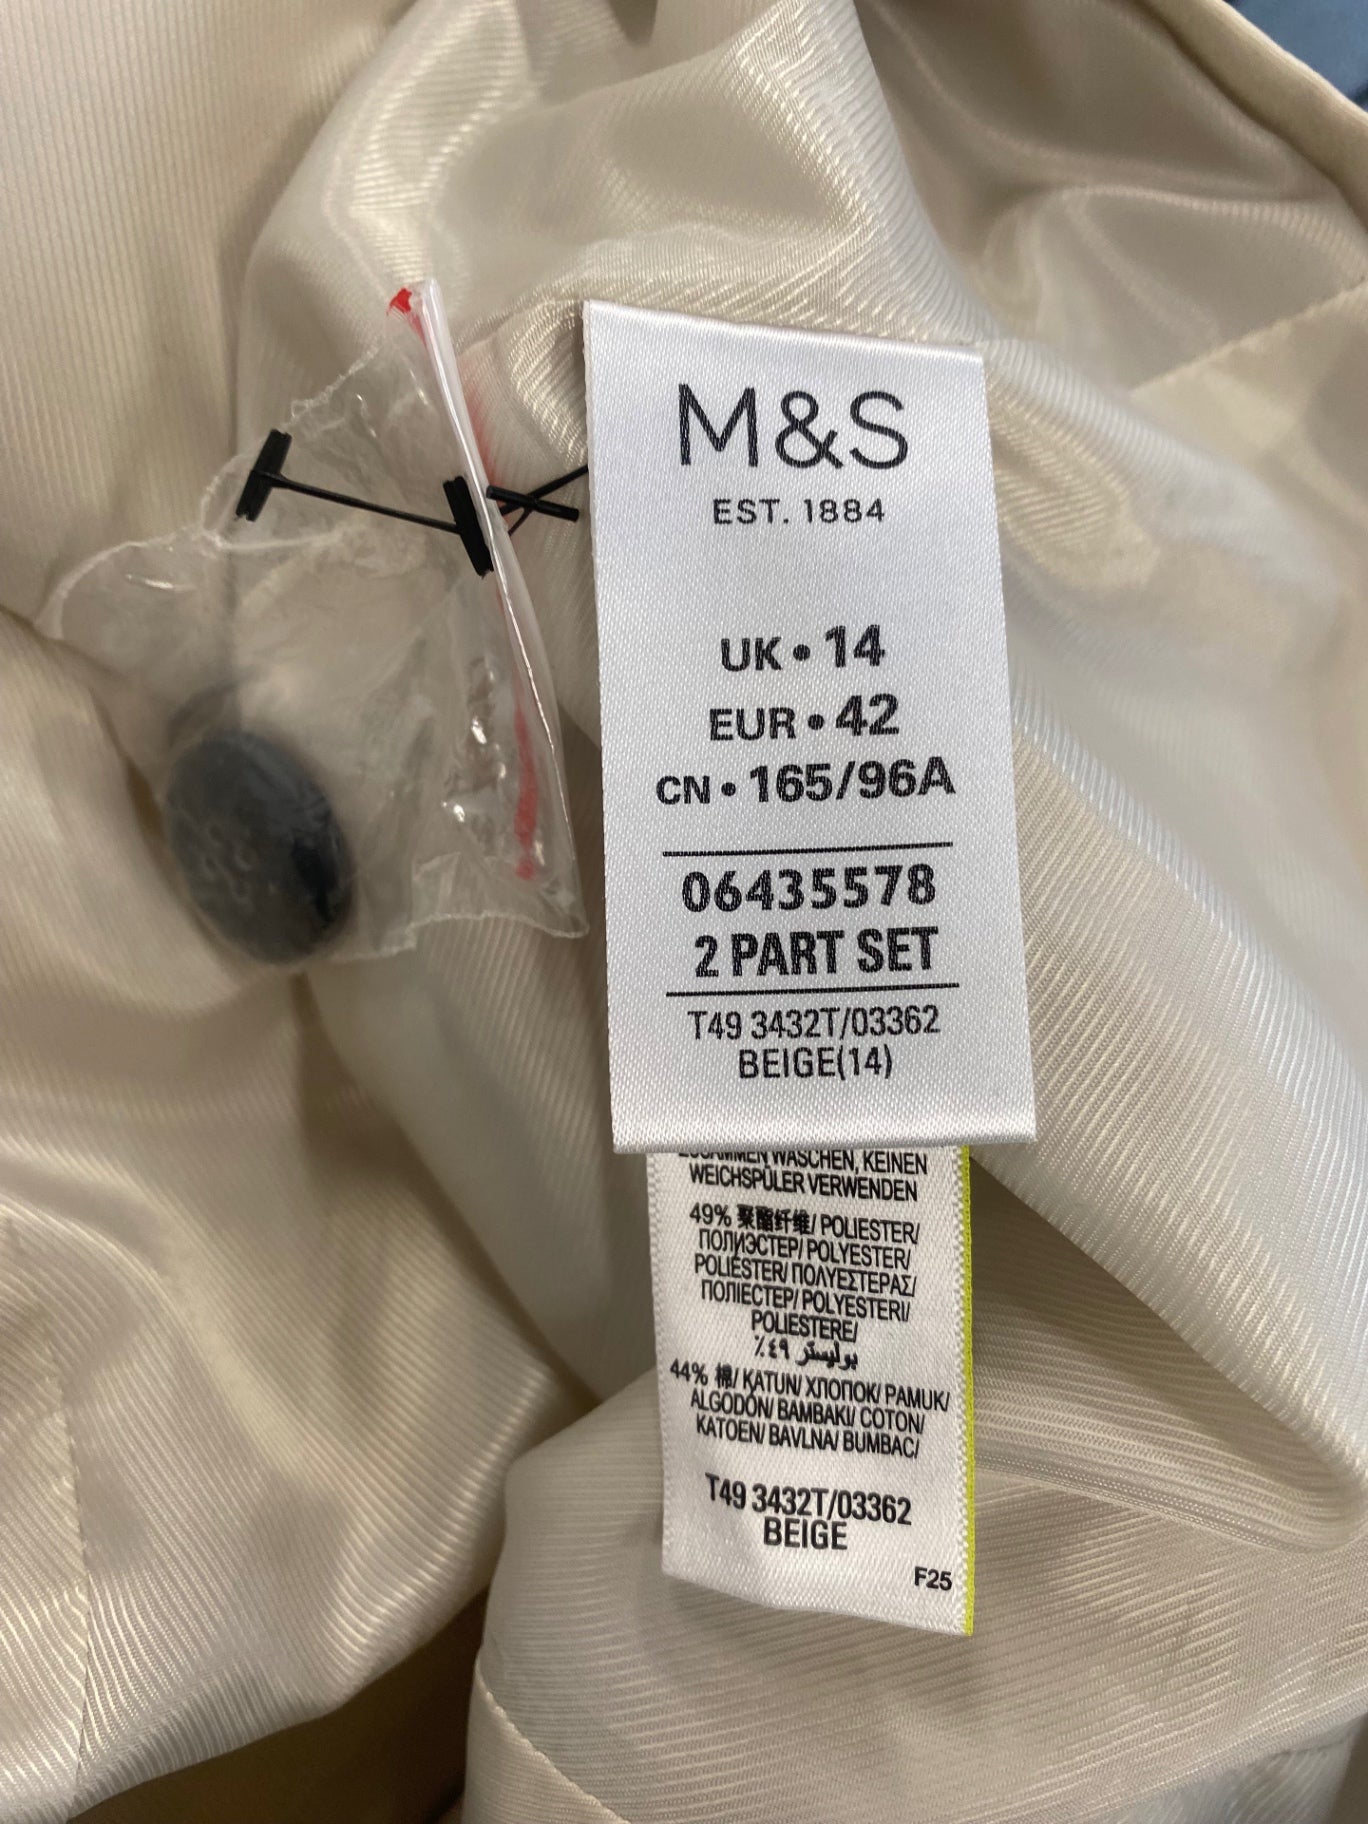 M&S
EST. 1884
UK • 14
EUR • 42
CN • 165/96A
06435578
2 PART SET
T49 3432T/03362
BEIGE(14)
ZUSAMMEN WASCHEN, KEINEN
WEICHSPÜLER VERWENDEN
49% 聚酯纤维/ POLIESTER/
ПОЛИЭСТЕР/ POLYESTER/
POLIÉSTER/ ΠΟΛΥΕΣΤΕΡΑΣ/
ПОЛІЕСТЕР/ POLYESTERI/
POLIESTERE/
بوليستر ٤٩٪
44% 棉/ KATUN/ ХЛОПОК/ PAMUK/
ALGODÓN/ BAMBAKI/ COTON/
KATOEN/ BAVLNA/ BUMBAC/
T49 3432T/03362
BEIGE
F25